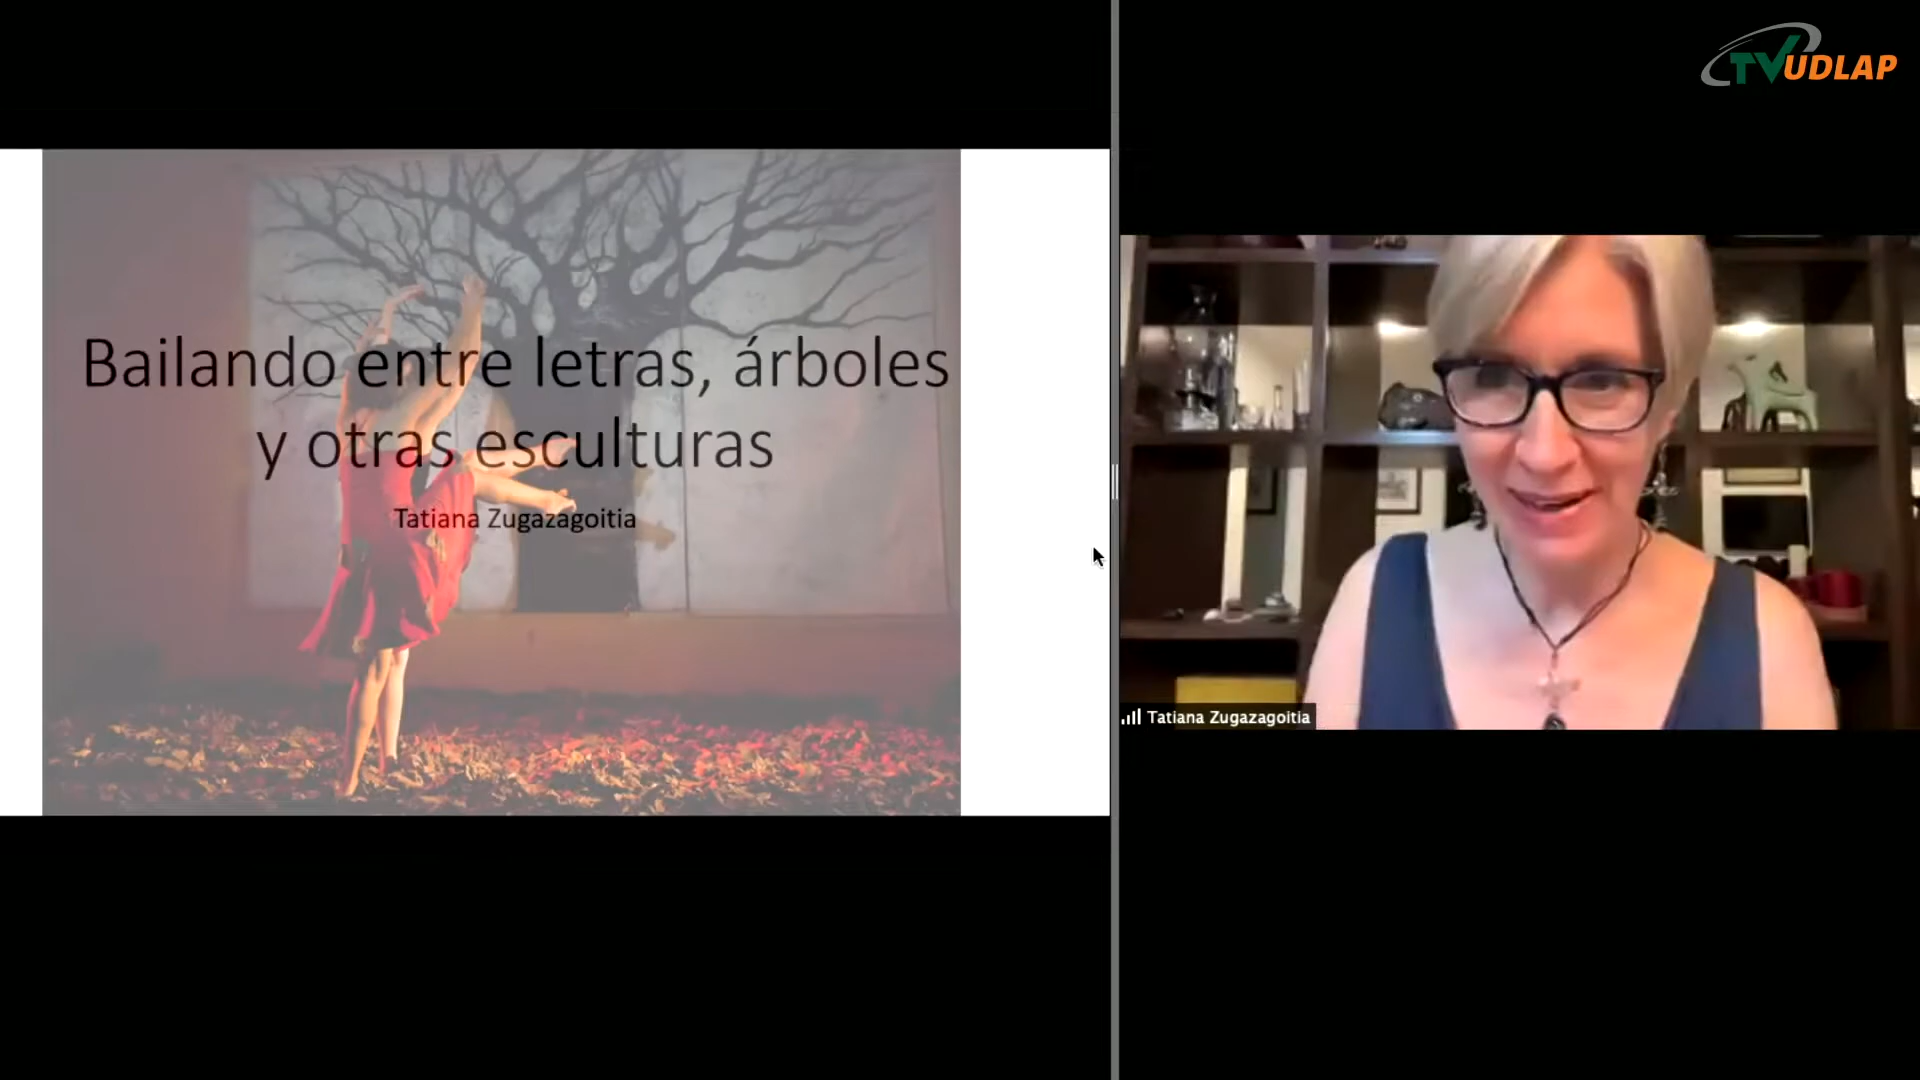 TVUDLAP
Bailando entre letras, árboles
y otras esculturas
Tatiana Zugazagoitia
Tatiana Zugazagoitia